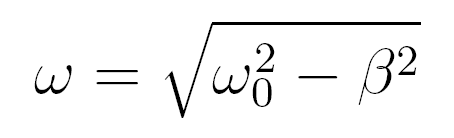 ω = √(ω₀² − β²)